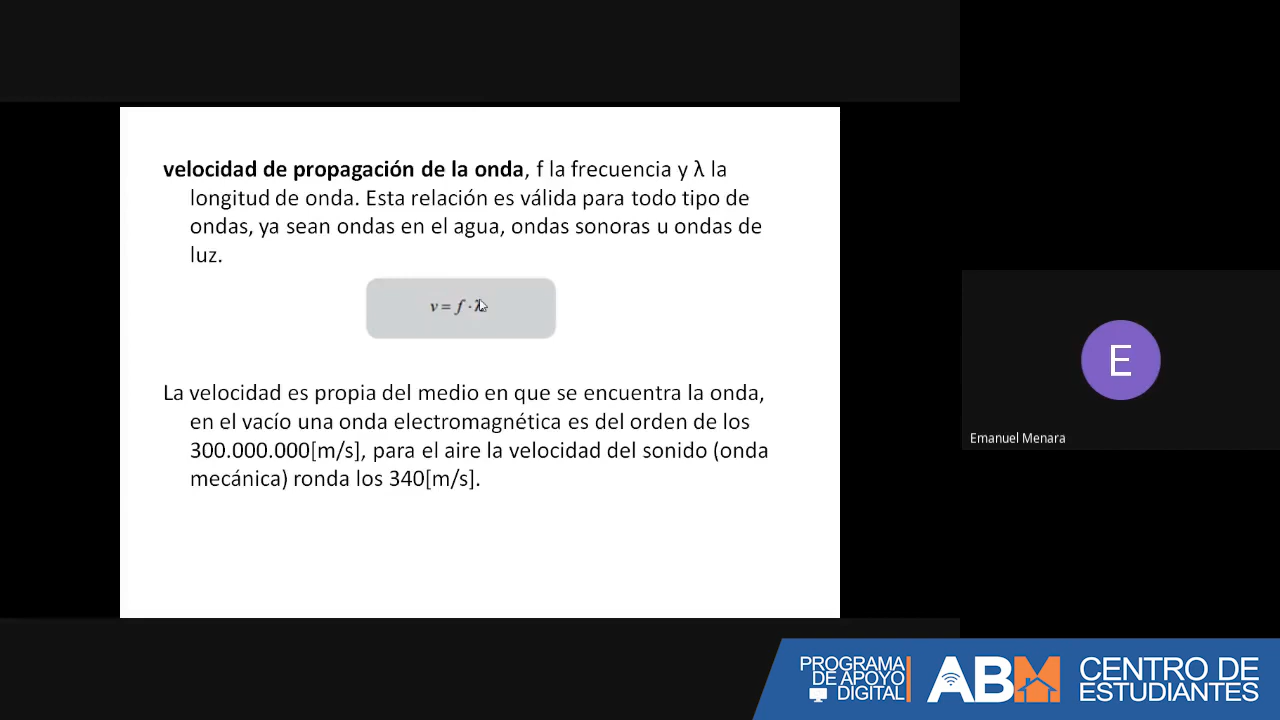 velocidad de propagación de la onda, f la frecuencia y λ la
longitud de onda. Esta relación es válida para todo tipo de
ondas, ya sean ondas en el agua, ondas sonoras u ondas de
luz.
v = f · λ
La velocidad es propia del medio en que se encuentra la onda,
en el vacío una onda electromagnética es del orden de los
300.000.000[m/s], para el aire la velocidad del sonido (onda
mecánica) ronda los 340[m/s].
E
Emanuel Menara
PROGRAMA
DE APOYO
DIGITAL
ABM
CENTRO DE
ESTUDIANTES